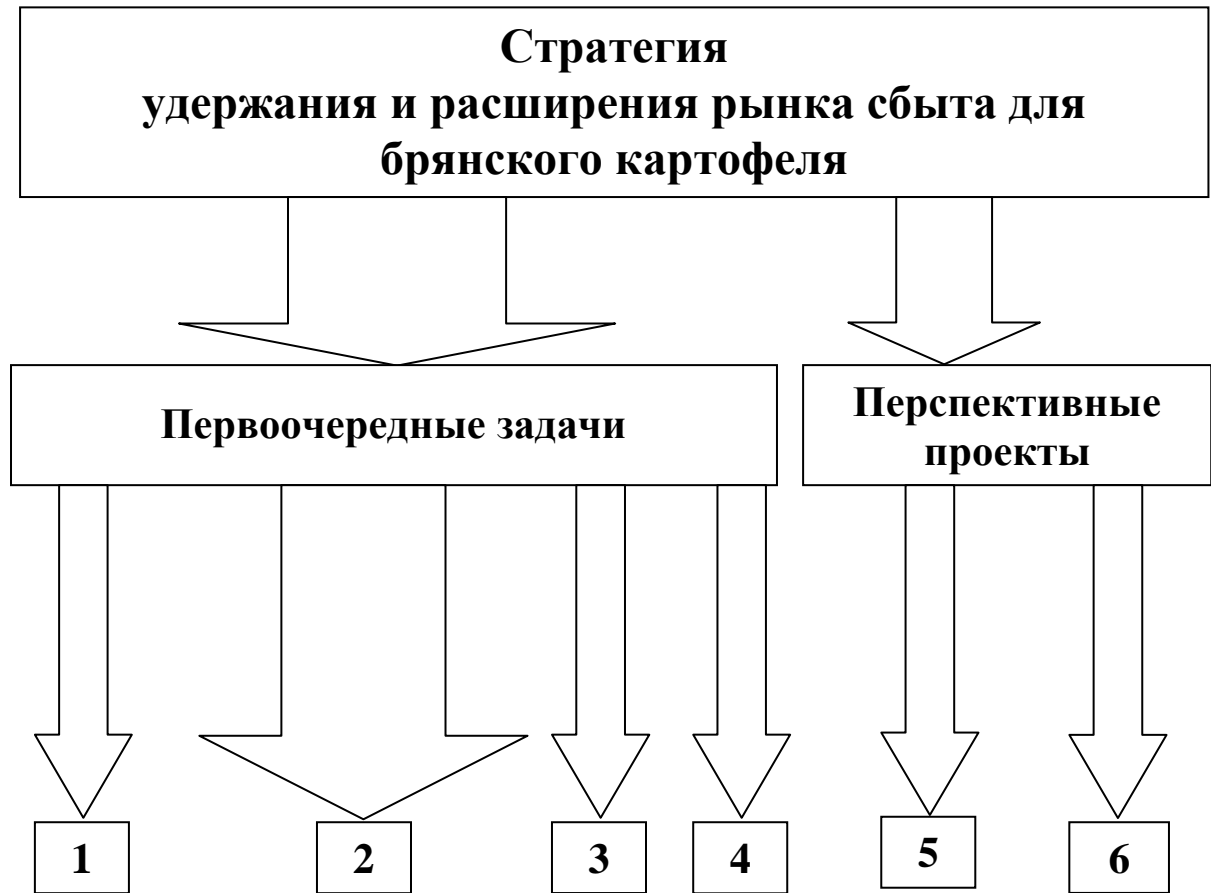 Стратегия
удержания и расширения рынка сбыта для
брянского картофеля
Первоочередные задачи
Перспективные
проекты
1
2
3
4
5
6